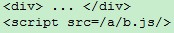 <div> ... </div>
<script src=/a/b.js/>